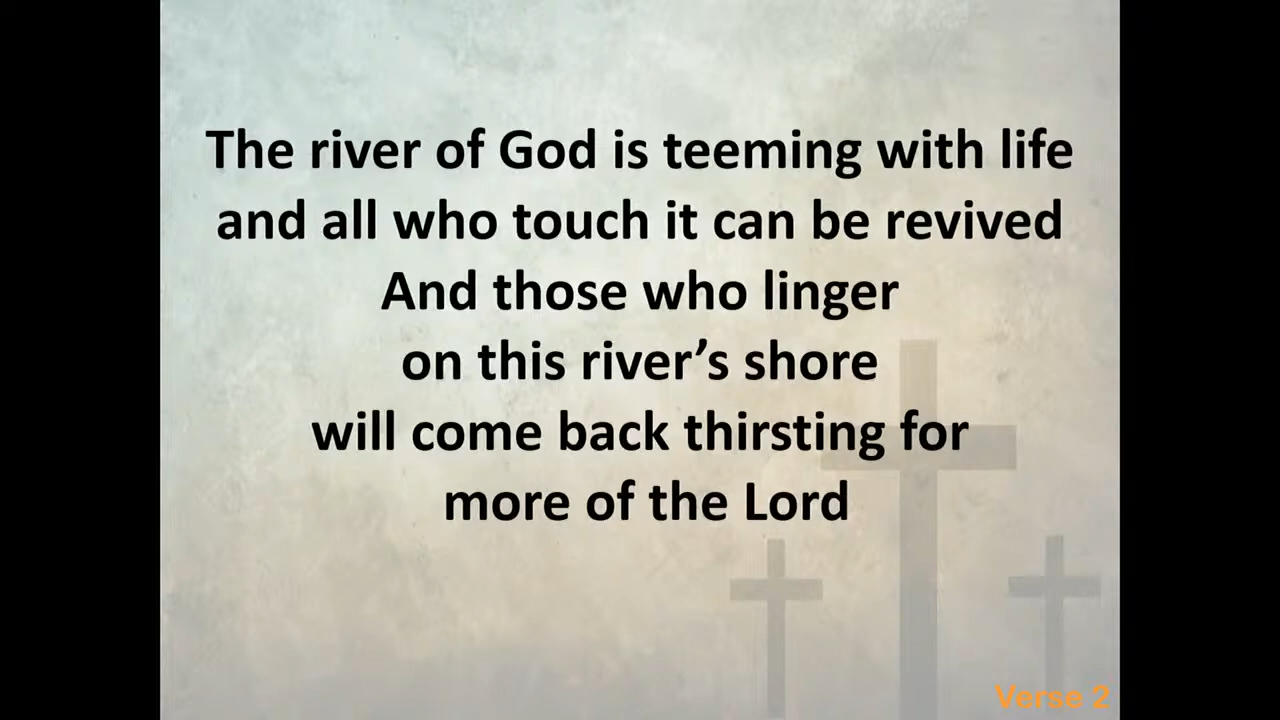 The river of God is teeming with life
and all who touch it can be revived
And those who linger
on this river’s shore
will come back thirsting for
more of the Lord
Verse 2